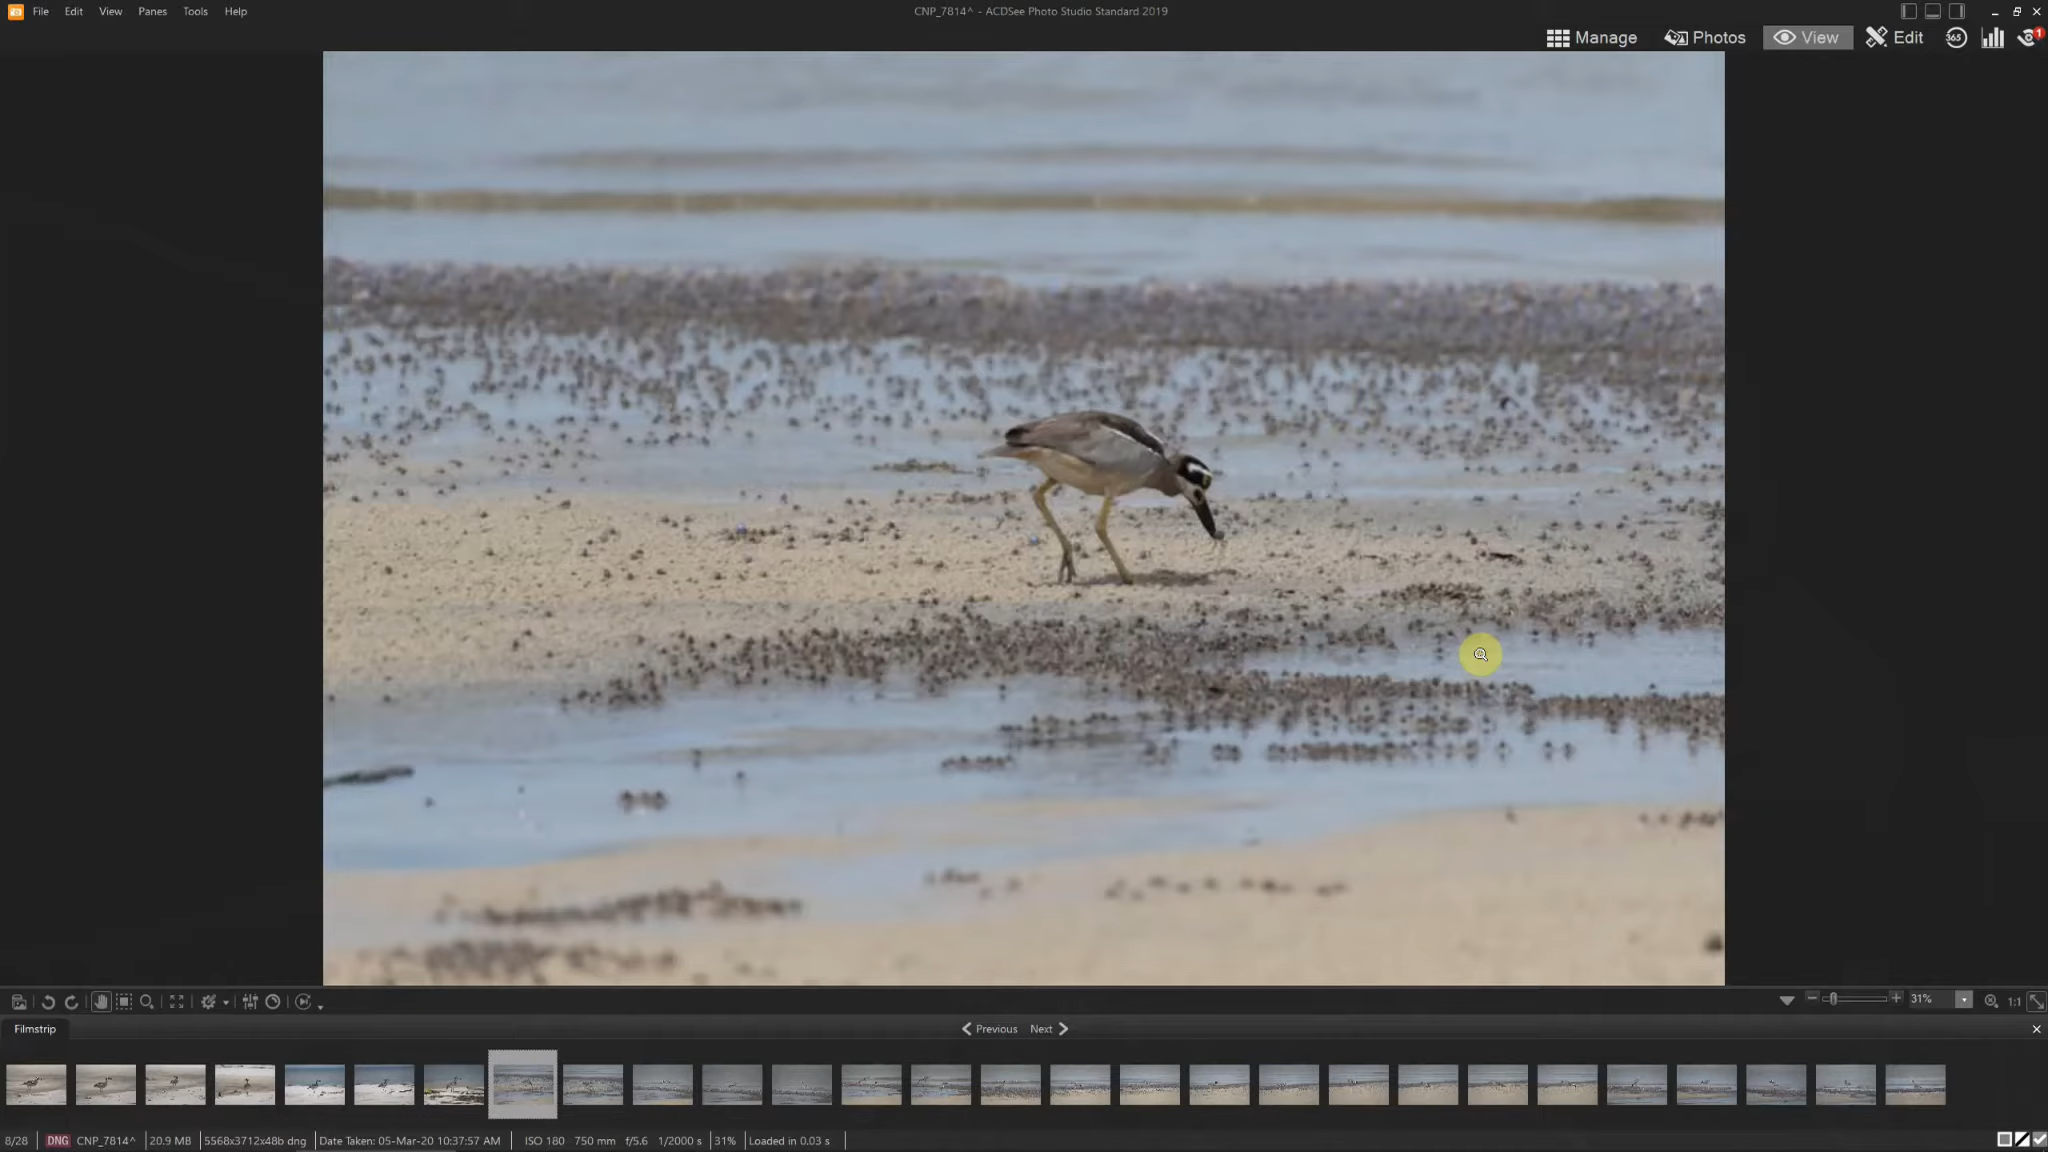 File Edit View Panes Tools Help
CNP_7814^ - ACDSee Photo Studio Standard 2019
Manage Photos View Edit 365 1
31% 1:1
Filmstrip
Previous Next
8/28 DNG CNP_7814^ 20.9 MB 5568x3712x48b dng Date Taken: 05-Mar-20 10:37:57 AM ISO 180 750 mm f/5.6 1/2000 s 31% Loaded in 0.03 s